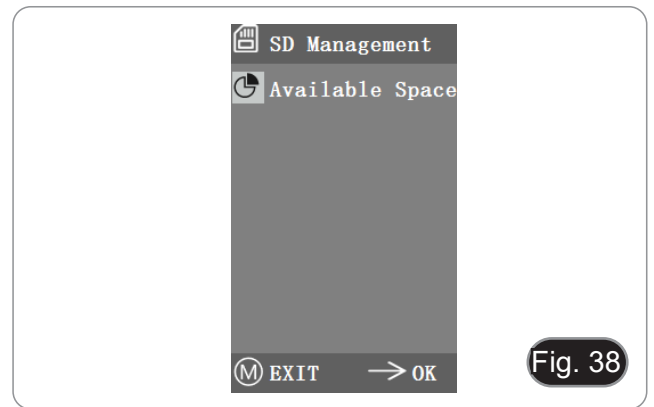 SD Management
Available Space
M EXIT → OK
Fig. 38